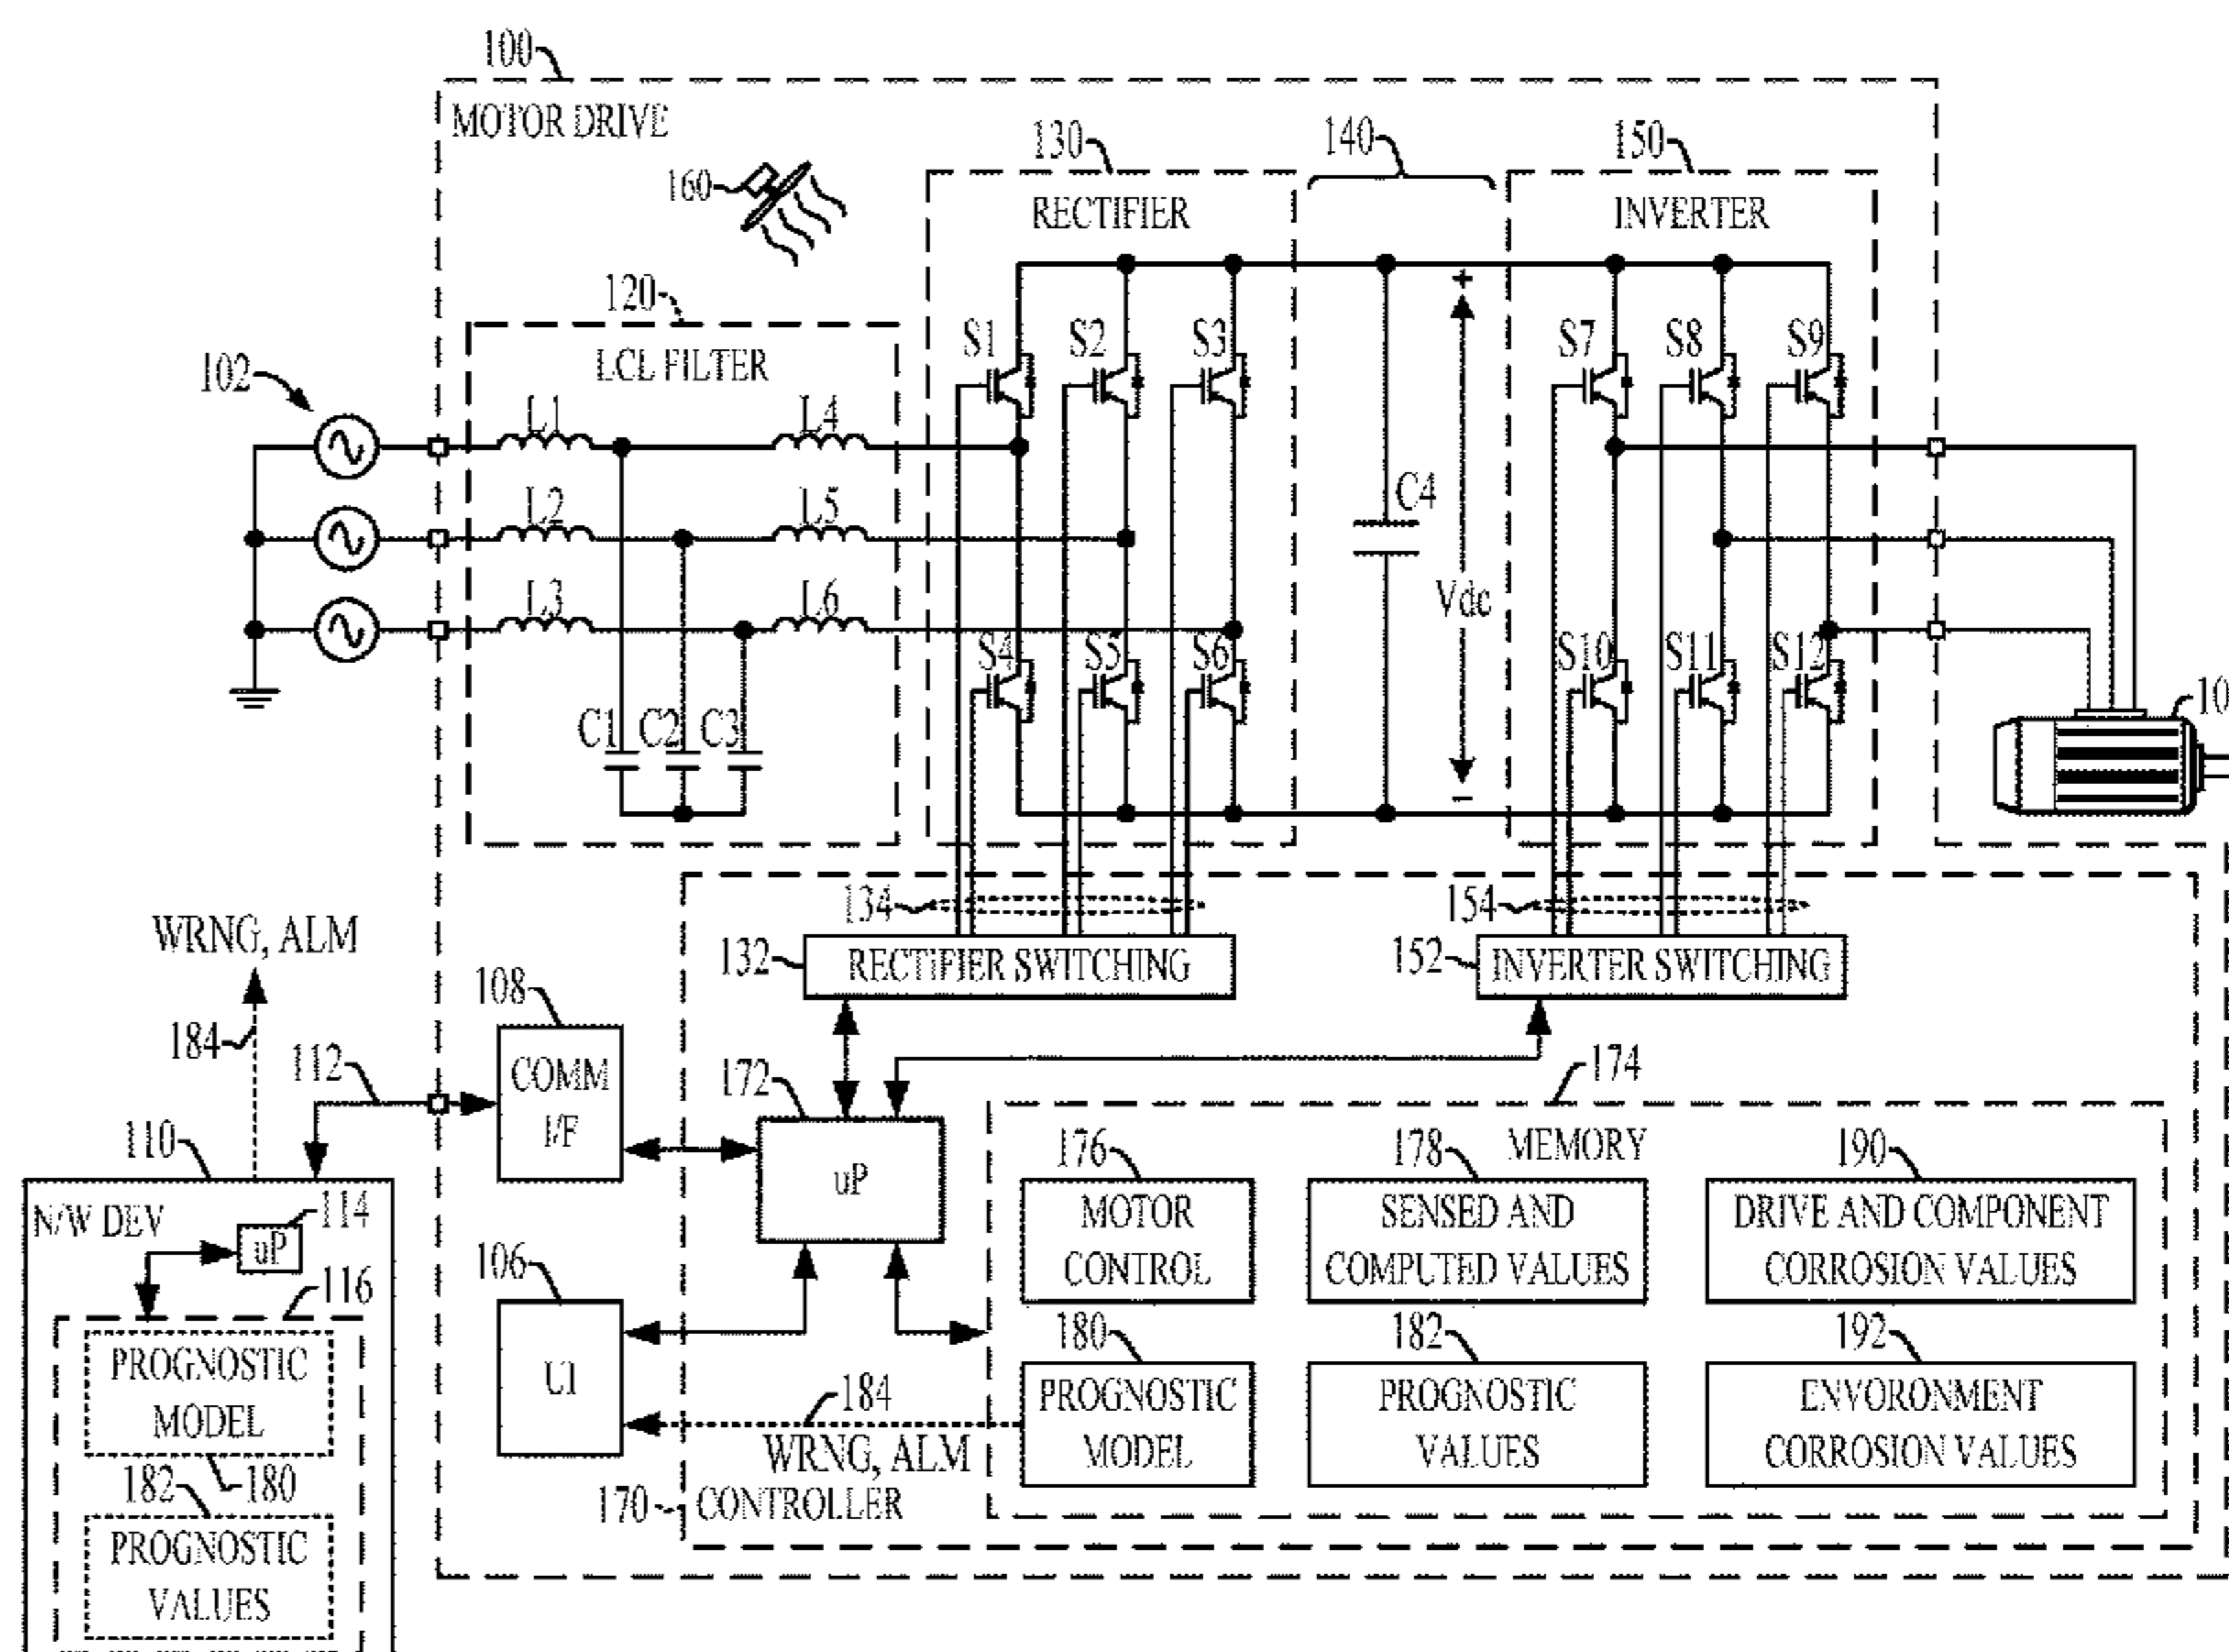 100
MOTOR DRIVE
160
130
RECTIFIER
140
150
INVERTER
120
LCL FILTER
102
S1
S2
S3
S7
S8
S9
L1
L4
L2
L5
L3
L6
C4
+
Vdc
-
S4
S5
S6
S10
S11
S12
C1
C2
C3
134
154
132
RECTIFIER SWITCHING
152
INVERTER SWITCHING
WRNG, ALM
184
112
108
COMM
I/F
172
uP
174
MEMORY
176
MOTOR
CONTROL
178
SENSED AND
COMPUTED VALUES
190
DRIVE AND COMPONENT
CORROSION VALUES
180
PROGNOSTIC
MODEL
182
PROGNOSTIC
VALUES
192
ENVORONMENT
CORROSION VALUES
106
UI
184
WRNG, ALM
170
CONTROLLER
110
N/W DEV
114
uP
116
PROGNOSTIC
MODEL
182
180
PROGNOSTIC
VALUES